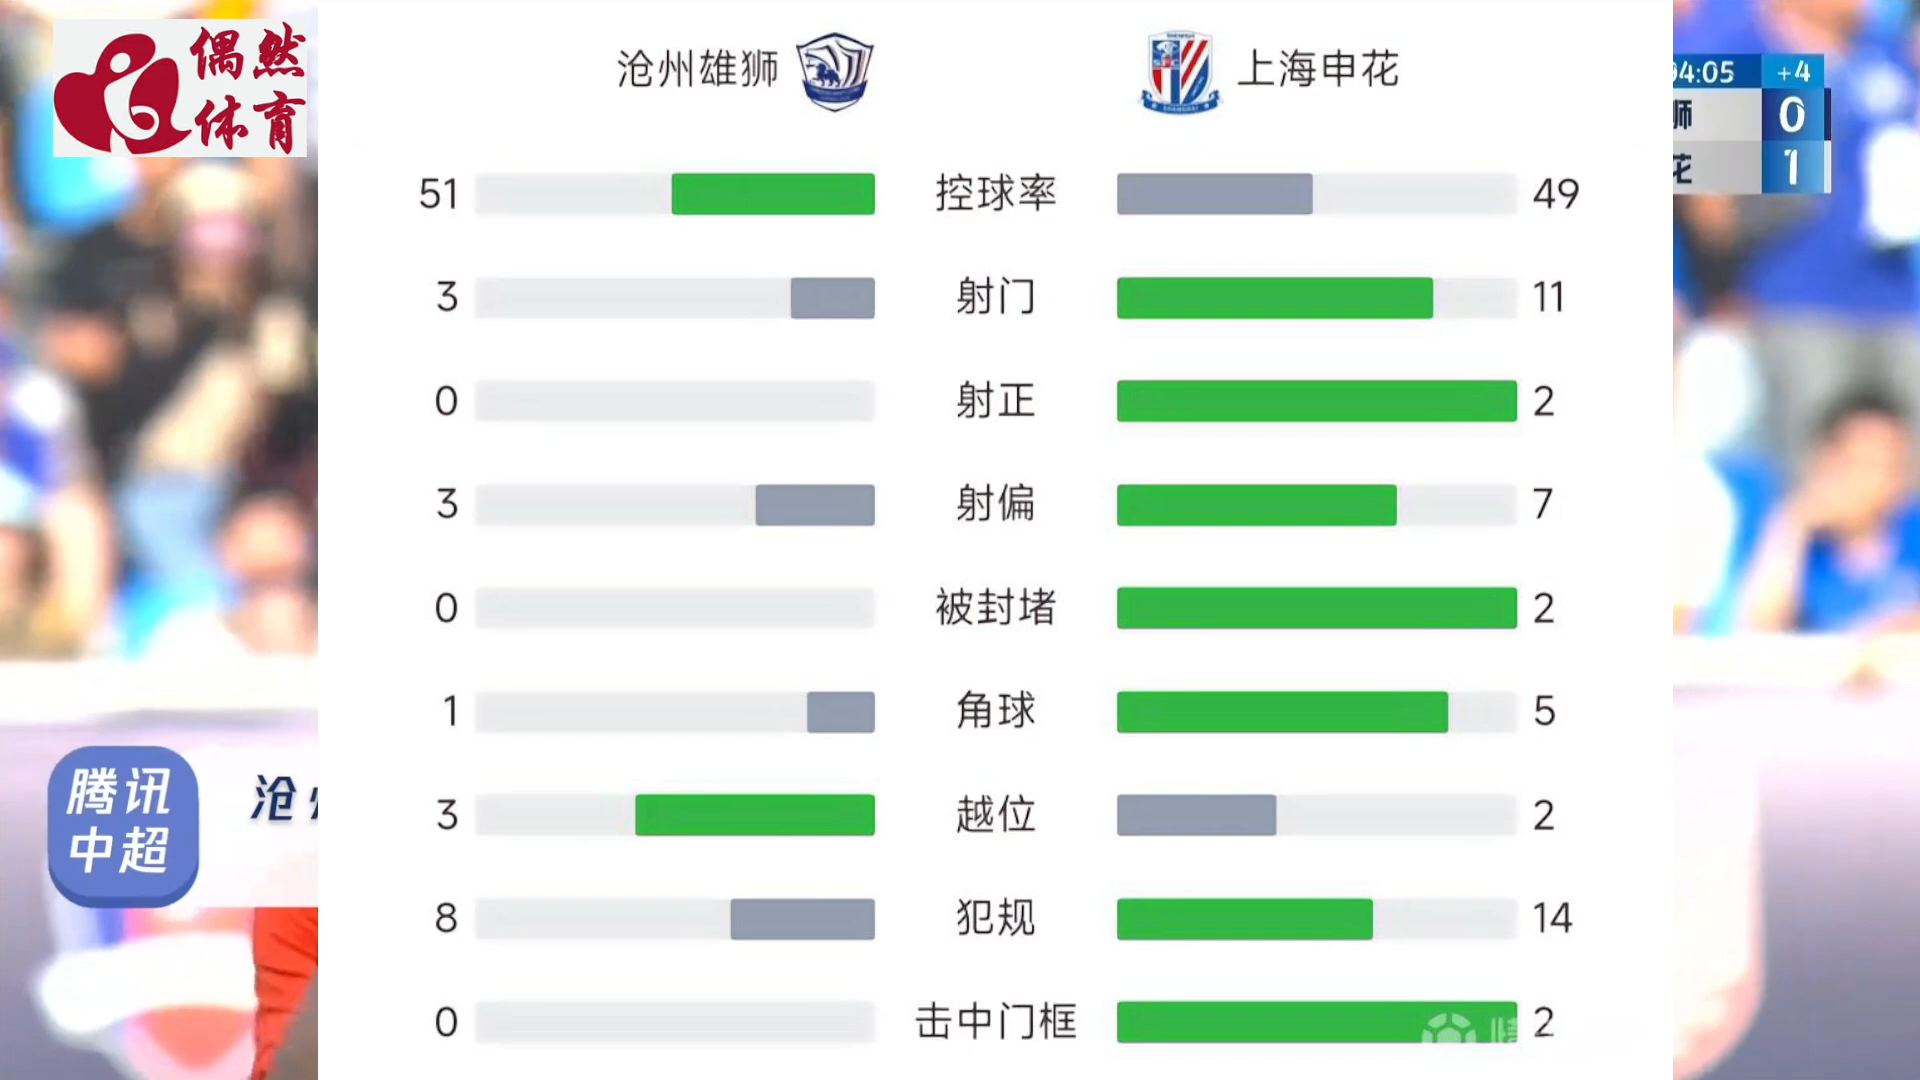 偶然
体育
沧州雄狮
上海申花
94:05 +4
师 0
花 1
51 控球率 49
3 射门 11
0 射正 2
3 射偏 7
0 被封堵 2
1 角球 5
3 越位 2
8 犯规 14
0 击中门框 2
腾讯
中超
沧